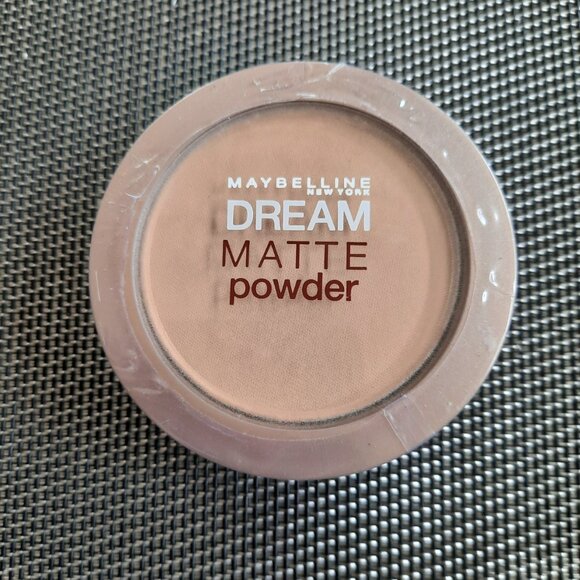 MAYBELLINE
NEW YORK
DREAM
MATTE
powder